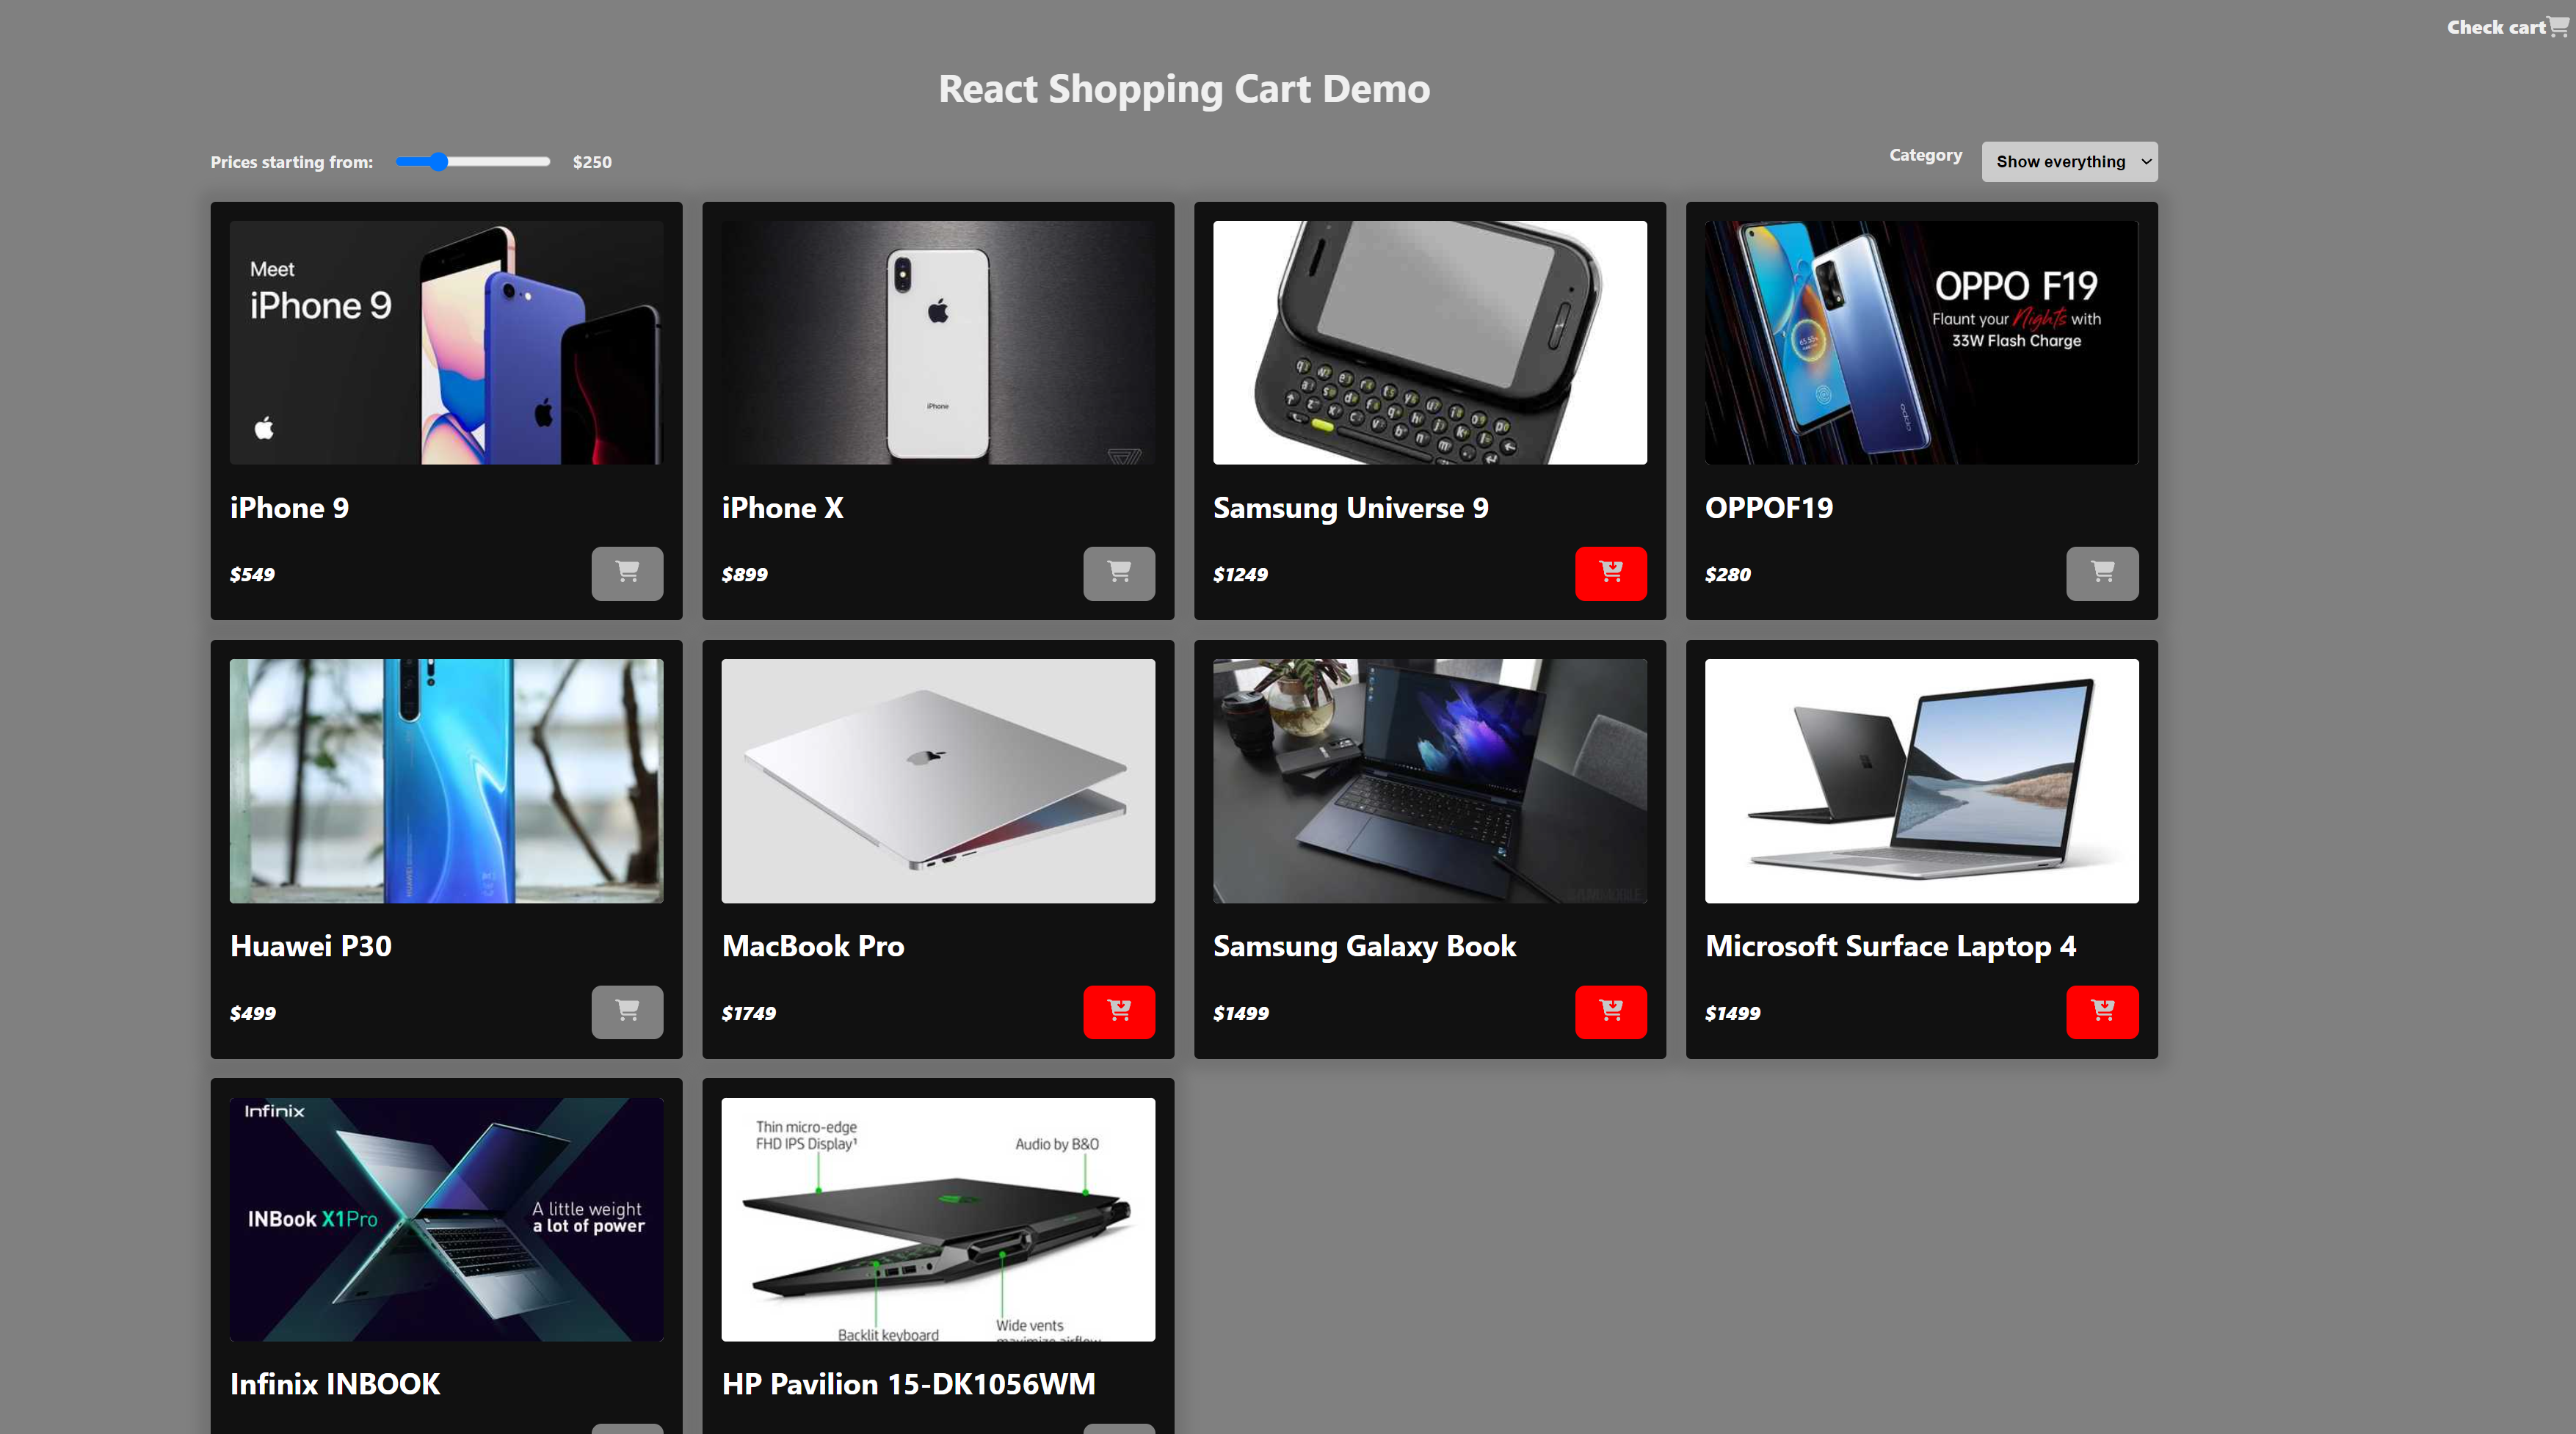 Check cart
React Shopping Cart Demo
Prices starting from: $250
Category Show everything
Meet
iPhone 9
iPhone
OPPO F19
Flaunt your Nights with
33W Flash Charge
iPhone 9
iPhone X
Samsung Universe 9
OPPOF19
$549
$899
$1249
$280
HUAWEI
Huawei P30
MacBook Pro
Samsung Galaxy Book
Microsoft Surface Laptop 4
$499
$1749
$1499
$1499
Infinix
INBook X1Pro
A little weight
a lot of power
Thin micro-edge
FHD IPS Display¹
Audio by B&O
Backlit keyboard
Wide vents
maximize airflow
Infinix INBOOK
HP Pavilion 15-DK1056WM